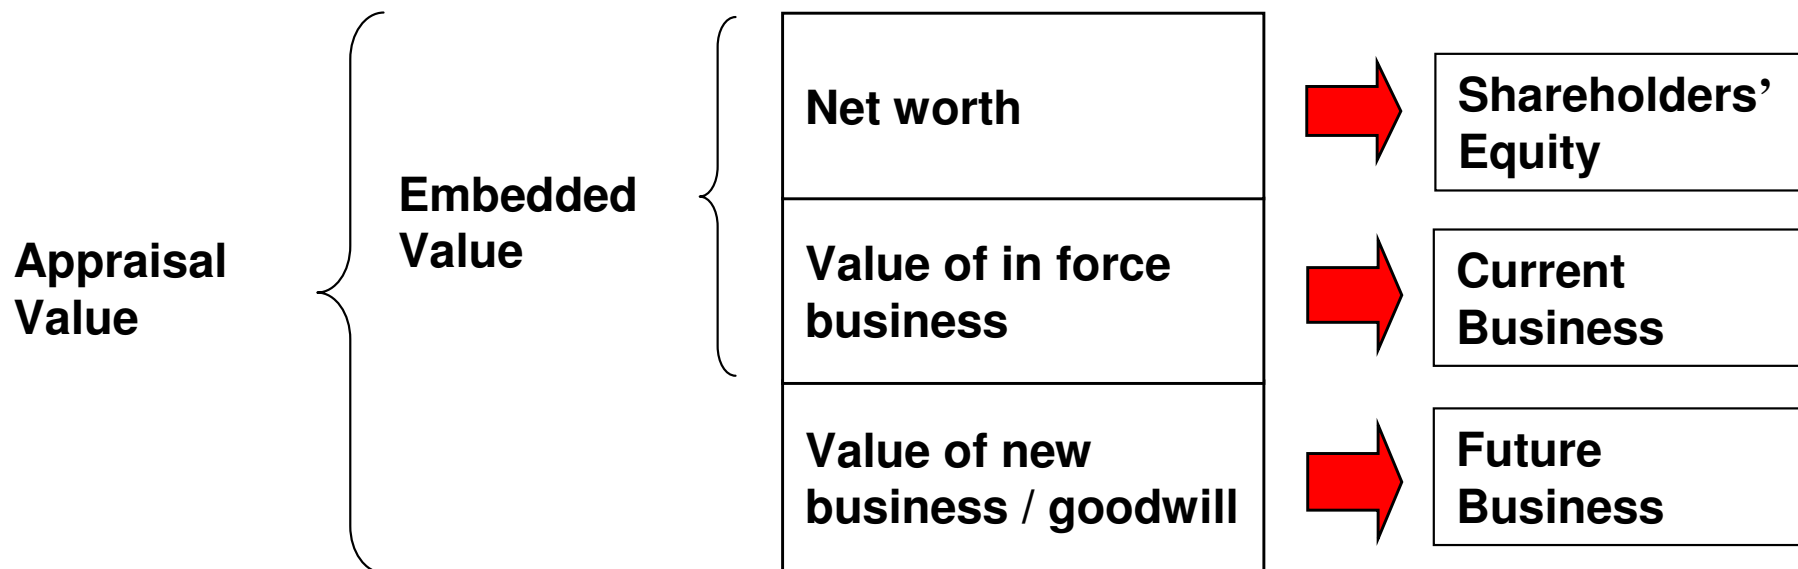 Appraisal
Value
Embedded
Value
Net worth
Value of in force
business
Value of new
business / goodwill
Shareholders’
Equity
Current
Business
Future
Business